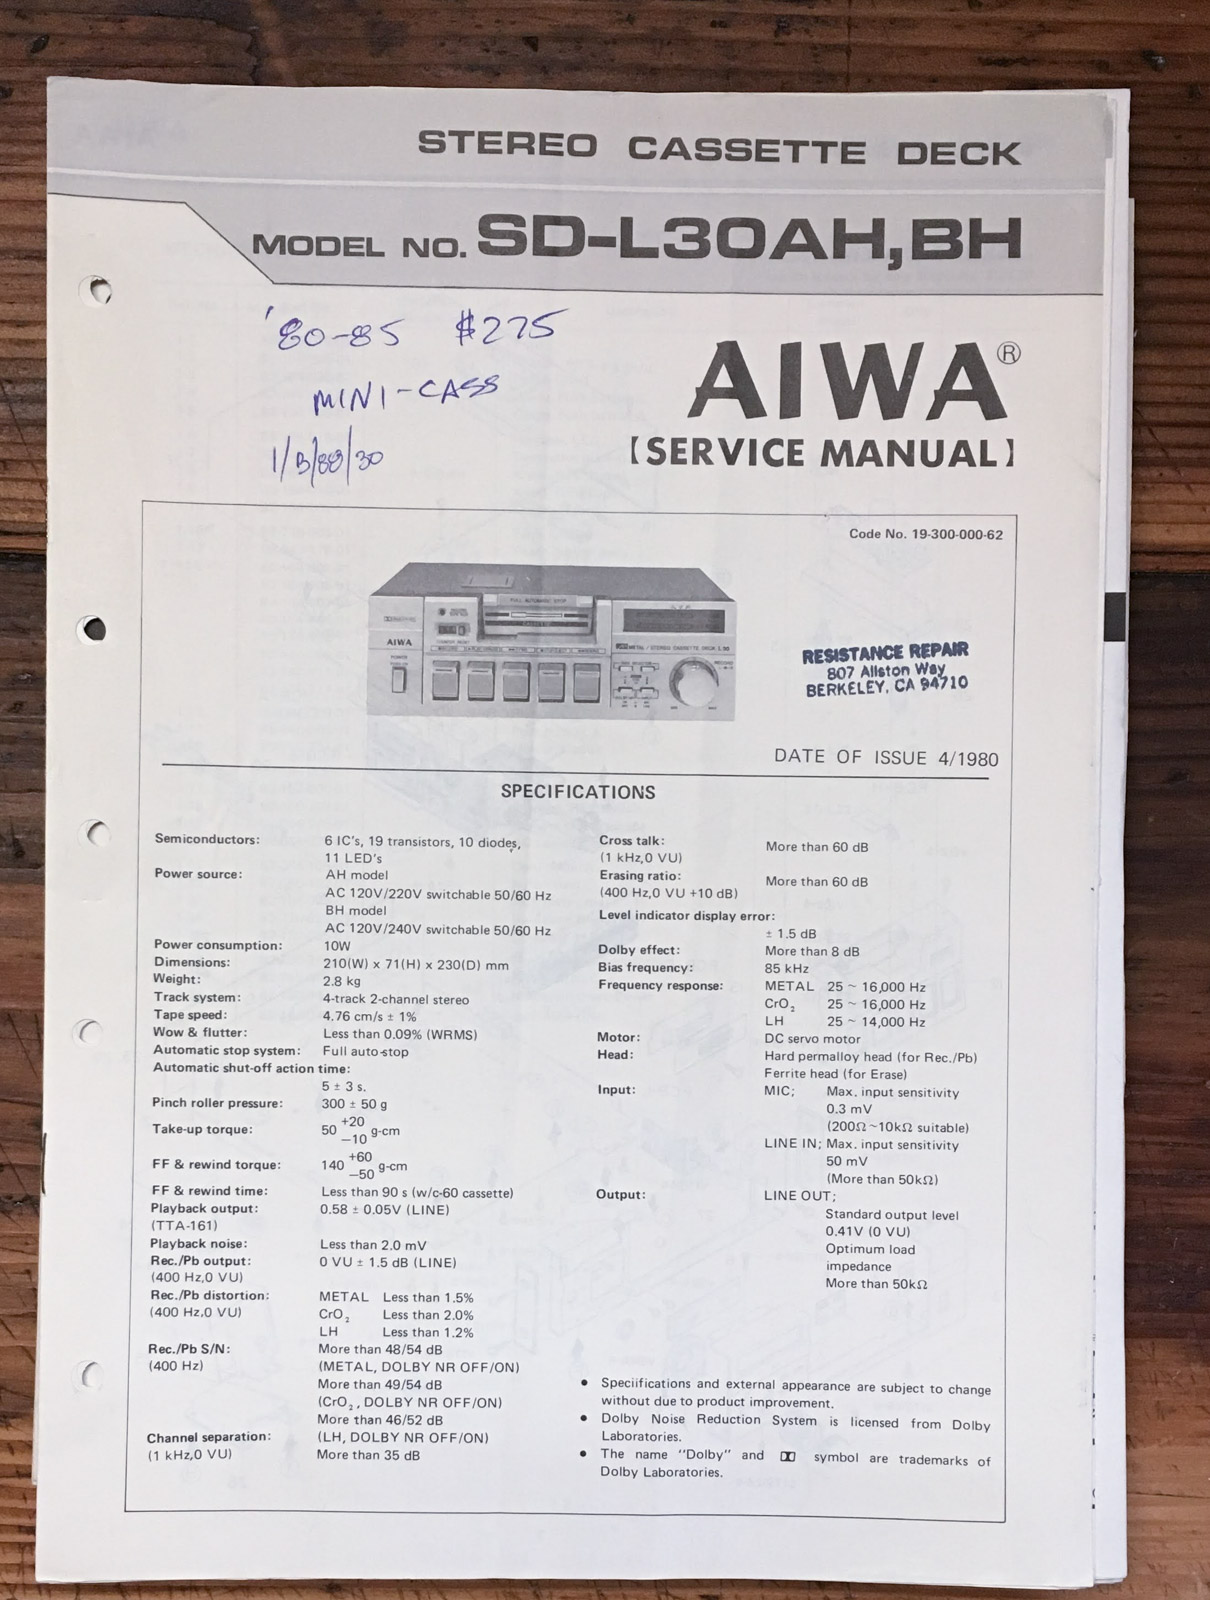 STEREO CASSETTE DECK
MODEL NO. SD-L30AH,BH
'80-85 $275
MINI-CASS
1/B/88/30
AIWA®
【SERVICE MANUAL】
Code No. 19-300-000-62
AIWA
RESISTANCE REPAIR
807 Allston Way
BERKELEY, CA 94710
DATE OF ISSUE 4/1980
SPECIFICATIONS
Semiconductors: 6 IC's, 19 transistors, 10 diodes,
11 LED's
Power source: AH model
AC 120V/220V switchable 50/60 Hz
BH model
AC 120V/240V switchable 50/60 Hz
Power consumption: 10W
Dimensions: 210(W) x 71(H) x 230(D) mm
Weight: 2.8 kg
Track system: 4-track 2-channel stereo
Tape speed: 4.76 cm/s ± 1%
Wow & flutter: Less than 0.09% (WRMS)
Automatic stop system: Full auto-stop
Automatic shut-off action time:
5 ± 3 s.
Pinch roller pressure: 300 ± 50 g
Take-up torque: 50 +20 −10 g-cm
FF & rewind torque: 140 +60 −50 g-cm
FF & rewind time: Less than 90 s (w/c-60 cassette)
Playback output: 0.58 ± 0.05V (LINE)
(TTA-161)
Playback noise: Less than 2.0 mV
Rec./Pb output: 0 VU ± 1.5 dB (LINE)
(400 Hz,0 VU)
Rec./Pb distortion: METAL Less than 1.5%
(400 Hz,0 VU) CrO₂ Less than 2.0%
LH Less than 1.2%
Rec./Pb S/N: More than 48/54 dB
(400 Hz) (METAL, DOLBY NR OFF/ON)
More than 49/54 dB
(CrO₂, DOLBY NR OFF/ON)
More than 46/52 dB
Channel separation: (LH, DOLBY NR OFF/ON)
(1 kHz,0 VU) More than 35 dB
Cross talk: More than 60 dB
(1 kHz,0 VU)
Erasing ratio: More than 60 dB
(400 Hz,0 VU +10 dB)
Level indicator display error:
± 1.5 dB
Dolby effect: More than 8 dB
Bias frequency: 85 kHz
Frequency response: METAL 25 ~ 16,000 Hz
CrO₂ 25 ~ 16,000 Hz
LH 25 ~ 14,000 Hz
Motor: DC servo motor
Head: Hard permalloy head (for Rec./Pb)
Ferrite head (for Erase)
Input: MIC; Max. input sensitivity
0.3 mV
(200Ω~10kΩ suitable)
LINE IN; Max. input sensitivity
50 mV
(More than 50kΩ)
Output: LINE OUT;
Standard output level
0.41V (0 VU)
Optimum load
impedance
More than 50kΩ
● Speciifications and external appearance are subject to change
without due to product improvement.
● Dolby Noise Reduction System is licensed from Dolby
Laboratories.
● The name "Dolby" and symbol are trademarks of
Dolby Laboratories.